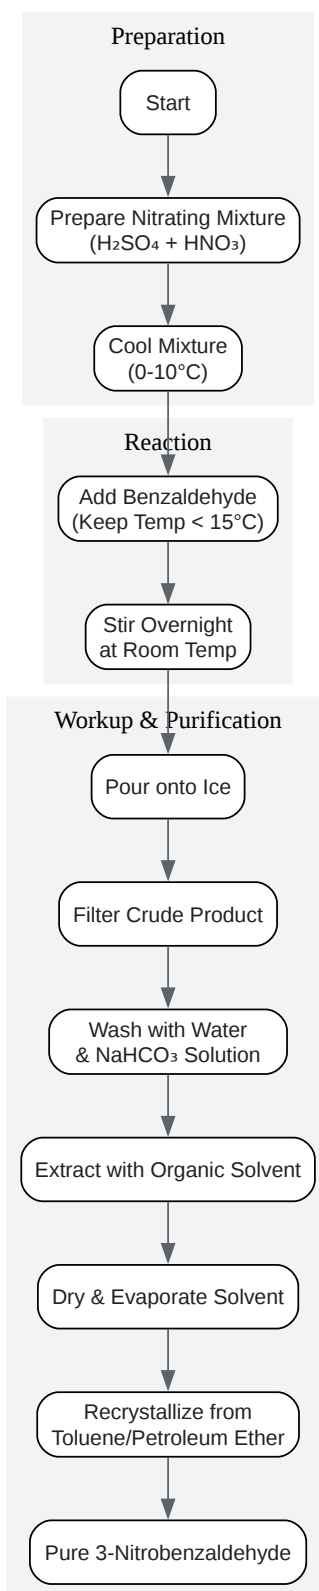 Preparation
Start
Prepare Nitrating Mixture
(H₂SO₄ + HNO₃)
Cool Mixture
(0-10°C)
Reaction
Add Benzaldehyde
(Keep Temp < 15°C)
Stir Overnight
at Room Temp
Workup & Purification
Pour onto Ice
Filter Crude Product
Wash with Water
& NaHCO₃ Solution
Extract with Organic Solvent
Dry & Evaporate Solvent
Recrystallize from
Toluene/Petroleum Ether
Pure 3-Nitrobenzaldehyde